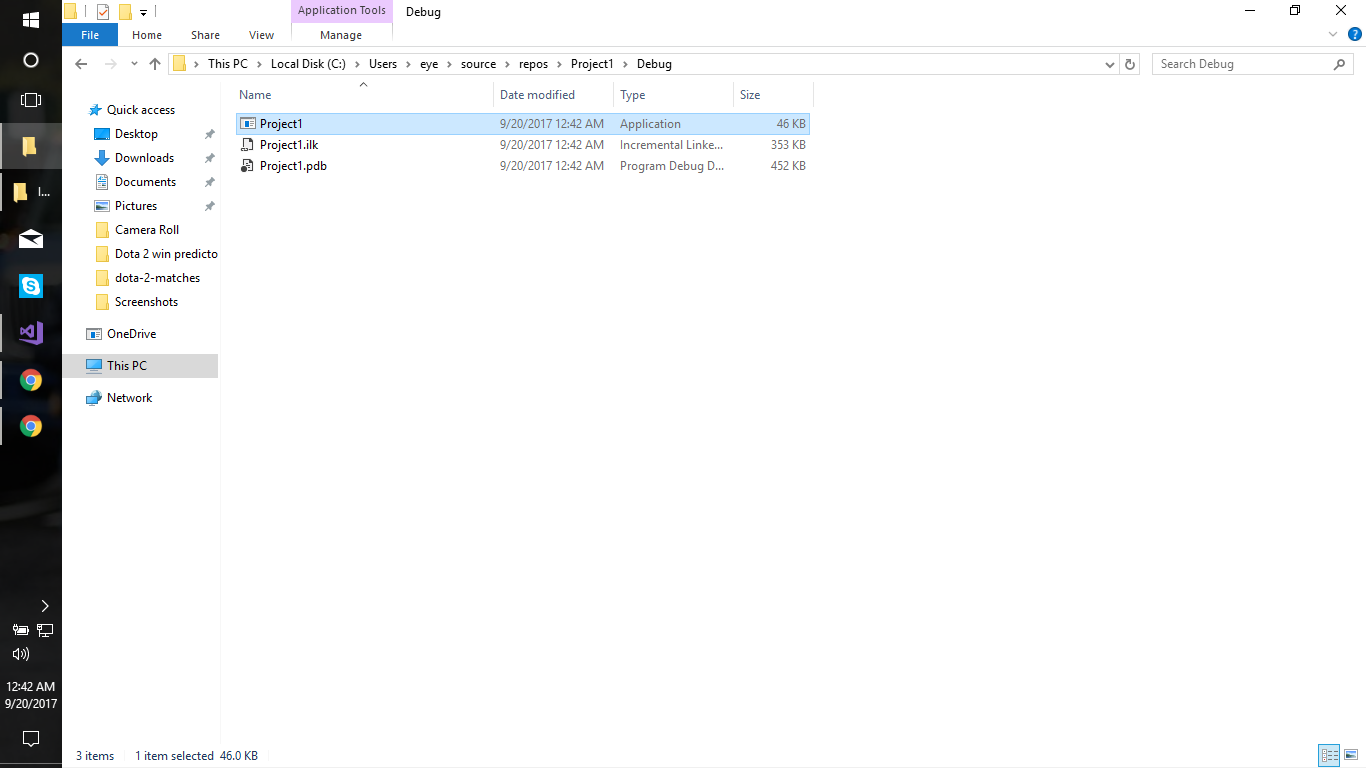 Application Tools
Debug
File Home Share View Manage
This PC Local Disk (C:) Users eye source repos Project1 Debug
Search Debug
Name Date modified Type Size
Project1 9/20/2017 12:42 AM Application 46 KB
Project1.ilk 9/20/2017 12:42 AM Incremental Linke... 353 KB
Project1.pdb 9/20/2017 12:42 AM Program Debug D... 452 KB
Quick access
Desktop
Downloads
Documents
Pictures
Camera Roll
Dota 2 win predicto
dota-2-matches
Screenshots
OneDrive
This PC
Network
I...
12:42 AM
9/20/2017
3 items 1 item selected 46.0 KB